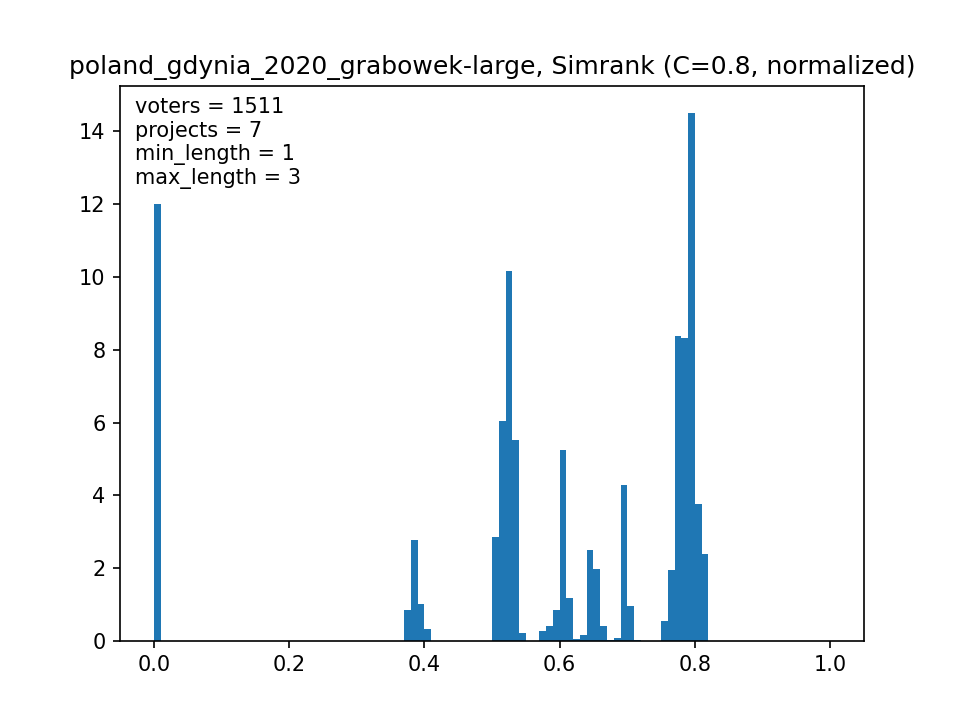 poland_gdynia_2020_grabowek-large, Simrank (C=0.8, normalized)
voters = 1511
projects = 7
min_length = 1
max_length = 3
14
12
10
8
6
4
2
0
0.0 0.2 0.4 0.6 0.8 1.0